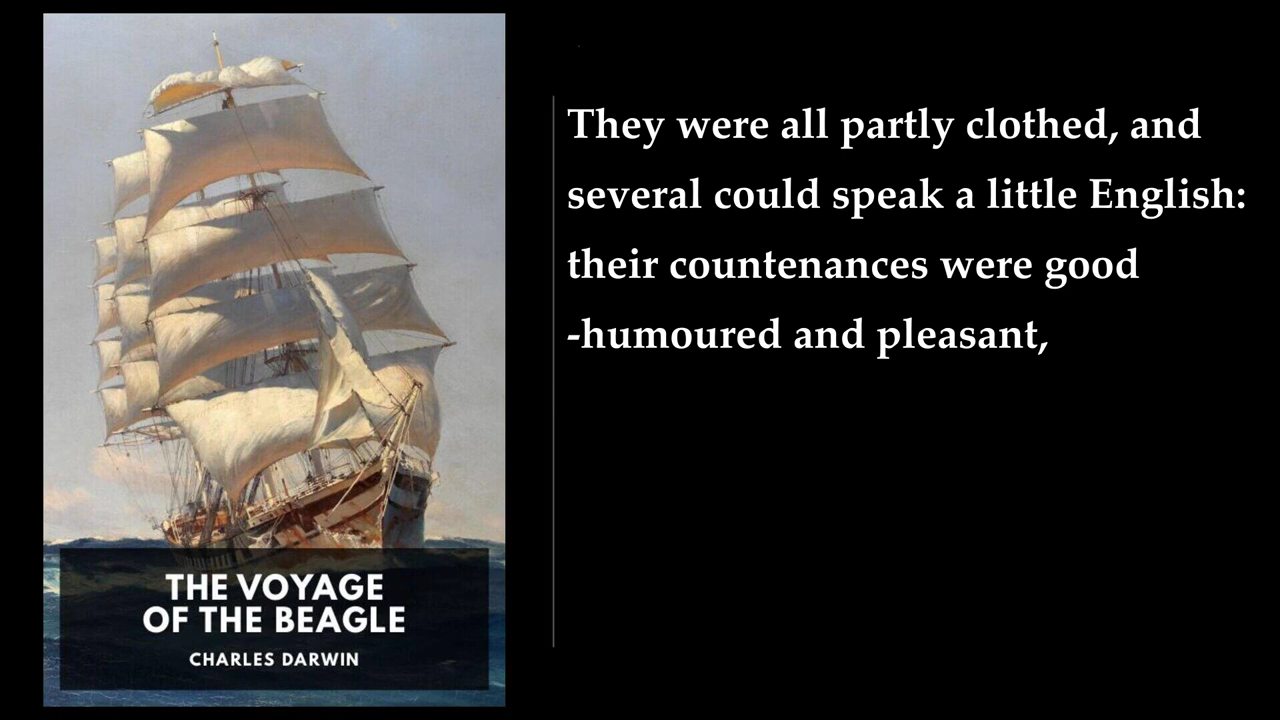 They were all partly clothed, and
several could speak a little English:
their countenances were good
-humoured and pleasant,
THE VOYAGE
OF THE BEAGLE
CHARLES DARWIN